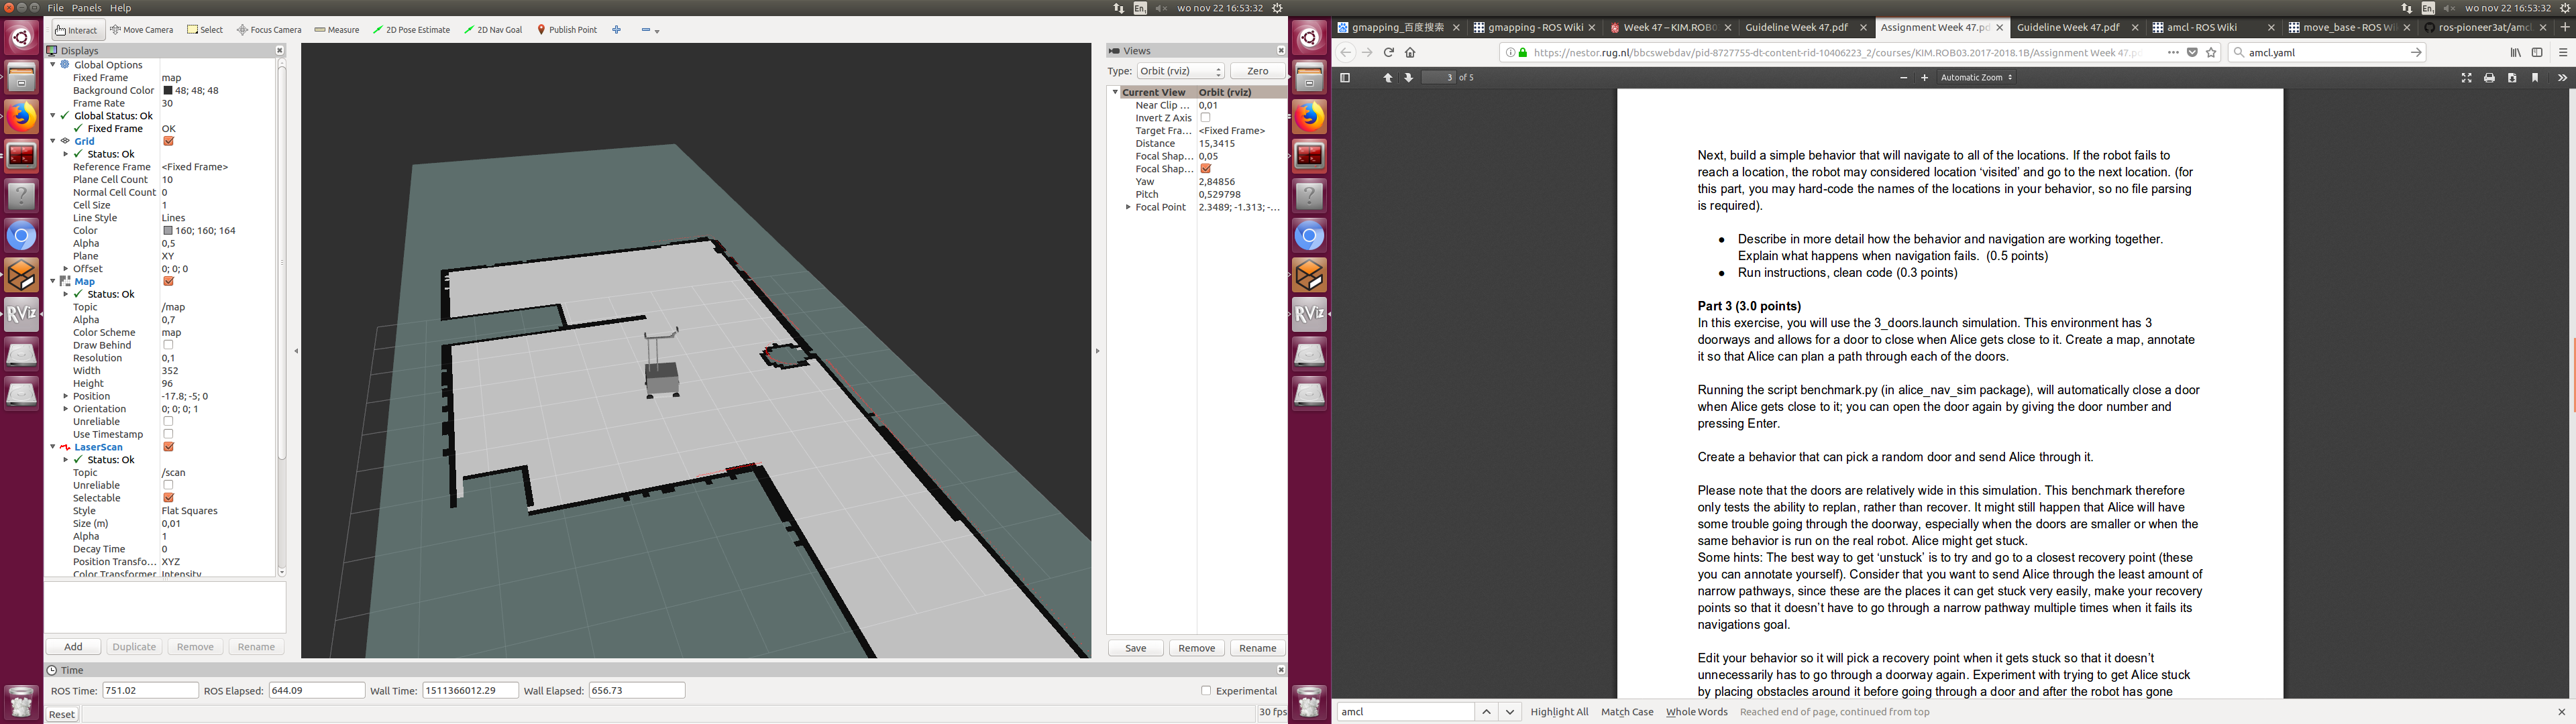 File Panels Help
En
wo nov 22 16:53:32
Interact Move Camera Select Focus Camera Measure 2D Pose Estimate 2D Nav Goal Publish Point
Displays
Global Options
Fixed Frame map
Background Color 48; 48; 48
Frame Rate 30
Global Status: Ok
Fixed Frame OK
Grid
Status: Ok
Reference Frame <Fixed Frame>
Plane Cell Count 10
Normal Cell Count 0
Cell Size 1
Line Style Lines
Color 160; 160; 164
Alpha 0,5
Plane XY
Offset 0; 0; 0
Map
Status: Ok
Topic /map
Alpha 0,7
Color Scheme map
Draw Behind
Resolution 0,1
Width 352
Height 96
Position -17.8; -5; 0
Orientation 0; 0; 0; 1
Unreliable
Use Timestamp
LaserScan
Status: Ok
Topic /scan
Unreliable
Selectable
Style Flat Squares
Size (m) 0,01
Alpha 1
Decay Time 0
Position Transfo... XYZ
Color Transformer Intensity
Add Duplicate Remove Rename
Views
Type: Orbit (rviz) Zero
Current View Orbit (rviz)
Near Clip ... 0,01
Invert Z Axis
Target Fra... <Fixed Frame>
Distance 15,3415
Focal Shap... 0,05
Focal Shap...
Yaw 2,84856
Pitch 0,529798
Focal Point 2.3489; -1.313; -...
Save Remove Rename
Time
ROS Time: 751.02 ROS Elapsed: 644.09 Wall Time: 1511366012.29 Wall Elapsed: 656.73 Experimental
Reset
30 fps
RViz
En
wo nov 22 16:53:32
gmapping_百度搜索 gmapping - ROS Wiki Week 47 – KIM.ROB0 Guideline Week 47.pdf Assignment Week 47.pd Guideline Week 47.pdf amcl - ROS Wiki move_base - ROS Wi ros-pioneer3at/amc
https://nestor.rug.nl/bbcswebdav/pid-8727755-dt-content-rid-10406223_2/courses/KIM.ROB03.2017-2018.1B/Assignment Week 47.p
amcl.yaml
3 of 5
Automatic Zoom
Next, build a simple behavior that will navigate to all of the locations. If the robot fails to
reach a location, the robot may considered location ‘visited’ and go to the next location. (for
this part, you may hard-code the names of the locations in your behavior, so no file parsing
is required).
● Describe in more detail how the behavior and navigation are working together.
Explain what happens when navigation fails. (0.5 points)
● Run instructions, clean code (0.3 points)
Part 3 (3.0 points)
In this exercise, you will use the 3_doors.launch simulation. This environment has 3
doorways and allows for a door to close when Alice gets close to it. Create a map, annotate
it so that Alice can plan a path through each of the doors.
Running the script benchmark.py (in alice_nav_sim package), will automatically close a door
when Alice gets close to it; you can open the door again by giving the door number and
pressing Enter.
Create a behavior that can pick a random door and send Alice through it.
Please note that the doors are relatively wide in this simulation. This benchmark therefore
only tests the ability to replan, rather than recover. It might still happen that Alice will have
some trouble going through the doorway, especially when the doors are smaller or when the
same behavior is run on the real robot. Alice might get stuck.
Some hints: The best way to get ‘unstuck’ is to try and go to a closest recovery point (these
you can annotate yourself). Consider that you want to send Alice through the least amount of
narrow pathways, since these are the places it can get stuck very easily, make your recovery
points so that it doesn’t have to go through a narrow pathway multiple times when it fails its
navigations goal.
Edit your behavior so it will pick a recovery point when it gets stuck so that it doesn’t
unnecessarily has to go through a doorway again. Experiment with trying to get Alice stuck
by placing obstacles around it before going through a door and after the robot has gone
amcl
Highlight All Match Case Whole Words Reached end of page, continued from top
RViz